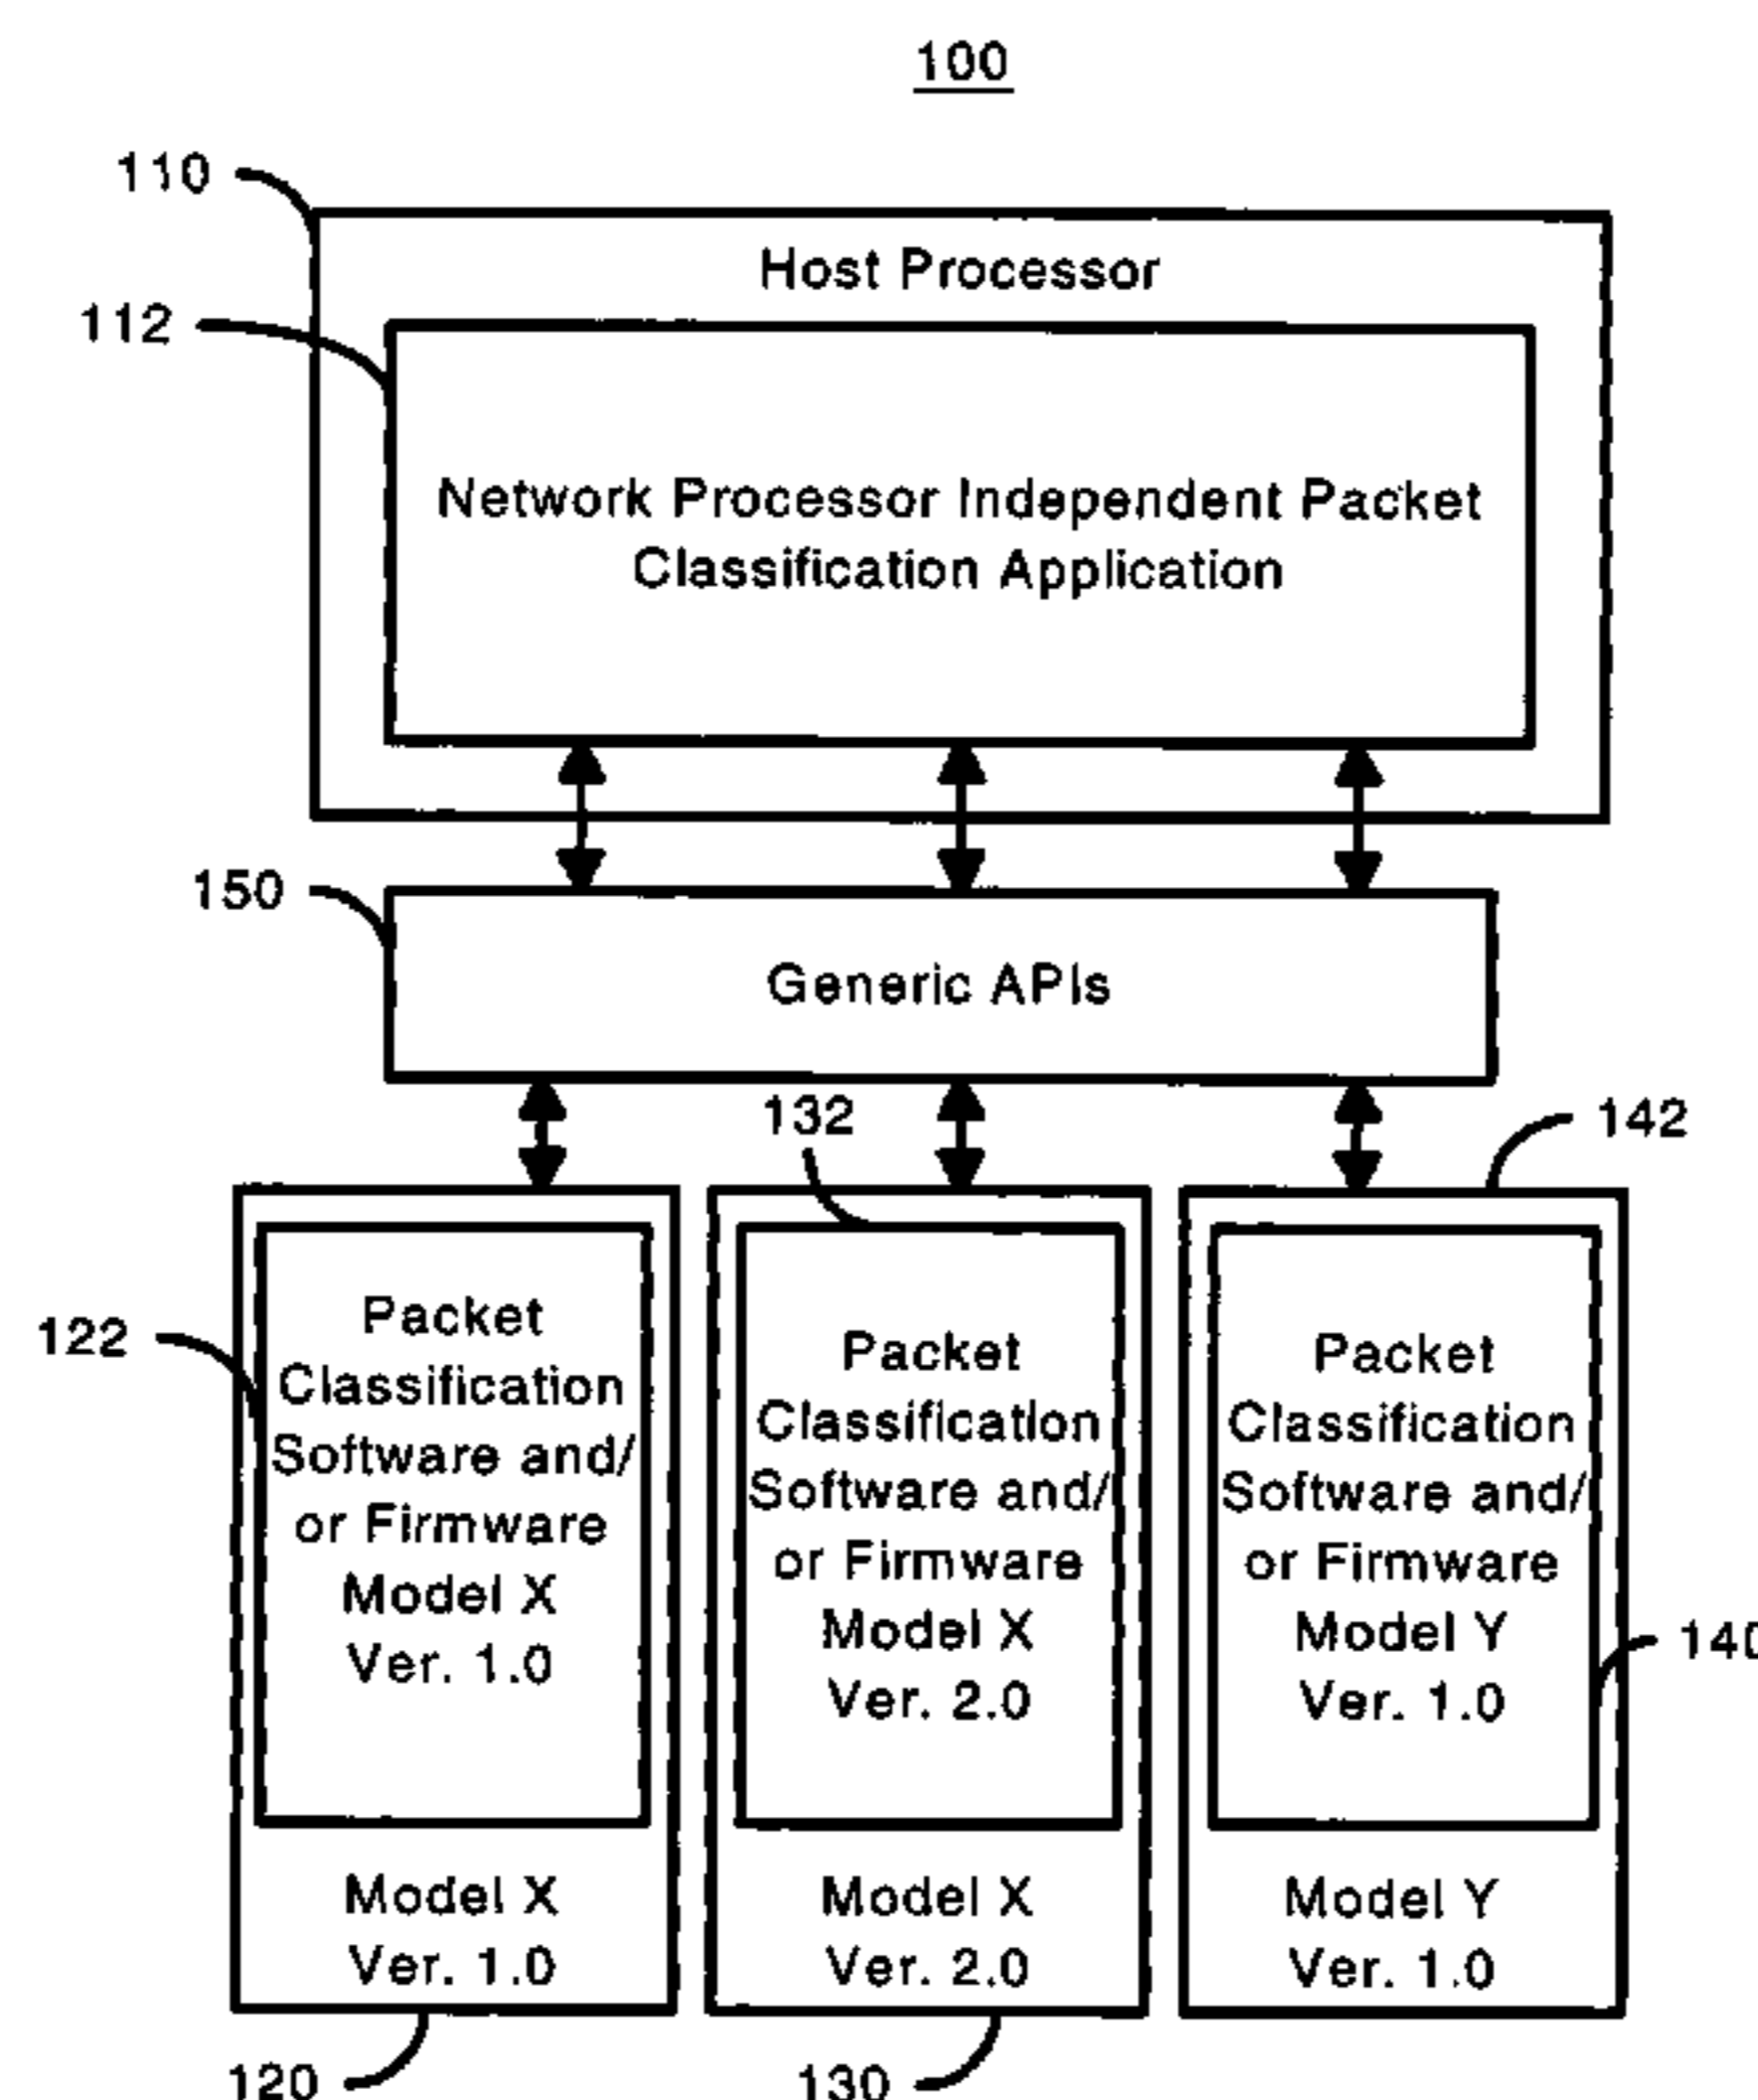 100
110
Host Processor
112
Network Processor Independent Packet
Classification Application
150
Generic APIs
132
142
122
Packet
Classification
Software and/
or Firmware
Model X
Ver. 1.0
Packet
Classification
Software and/
or Firmware
Model X
Ver. 2.0
Packet
Classification
Software and/
or Firmware
Model Y
Ver. 1.0
140
Model X
Ver. 1.0
Model X
Ver. 2.0
Model Y
Ver. 1.0
120
130